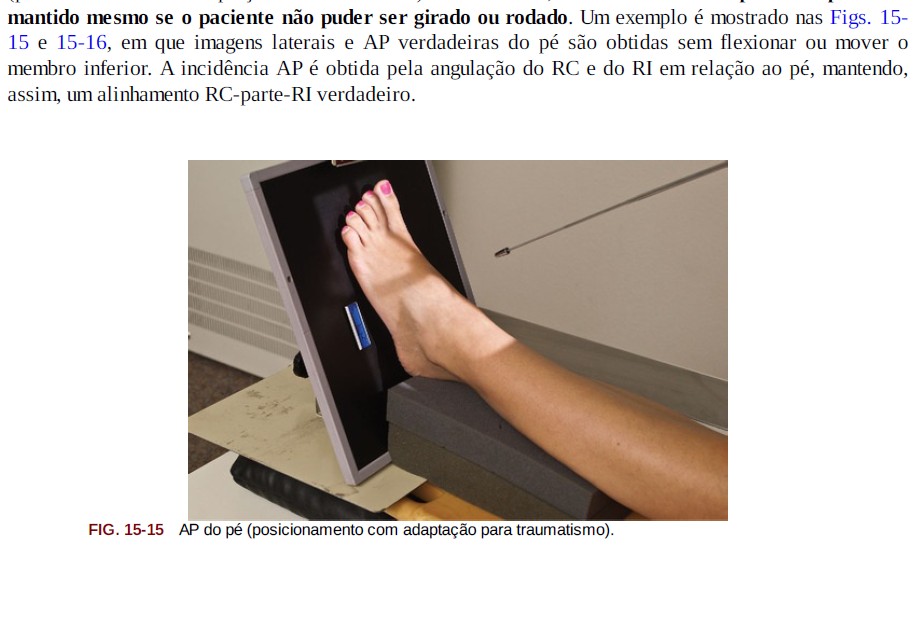 mantido mesmo se o paciente não puder ser girado ou rodado. Um exemplo é mostrado nas Figs. 15-
15 e 15-16, em que imagens laterais e AP verdadeiras do pé são obtidas sem flexionar ou mover o
membro inferior. A incidência AP é obtida pela angulação do RC e do RI em relação ao pé, mantendo,
assim, um alinhamento RC-parte-RI verdadeiro.
FIG. 15-15 AP do pé (posicionamento com adaptação para traumatismo).